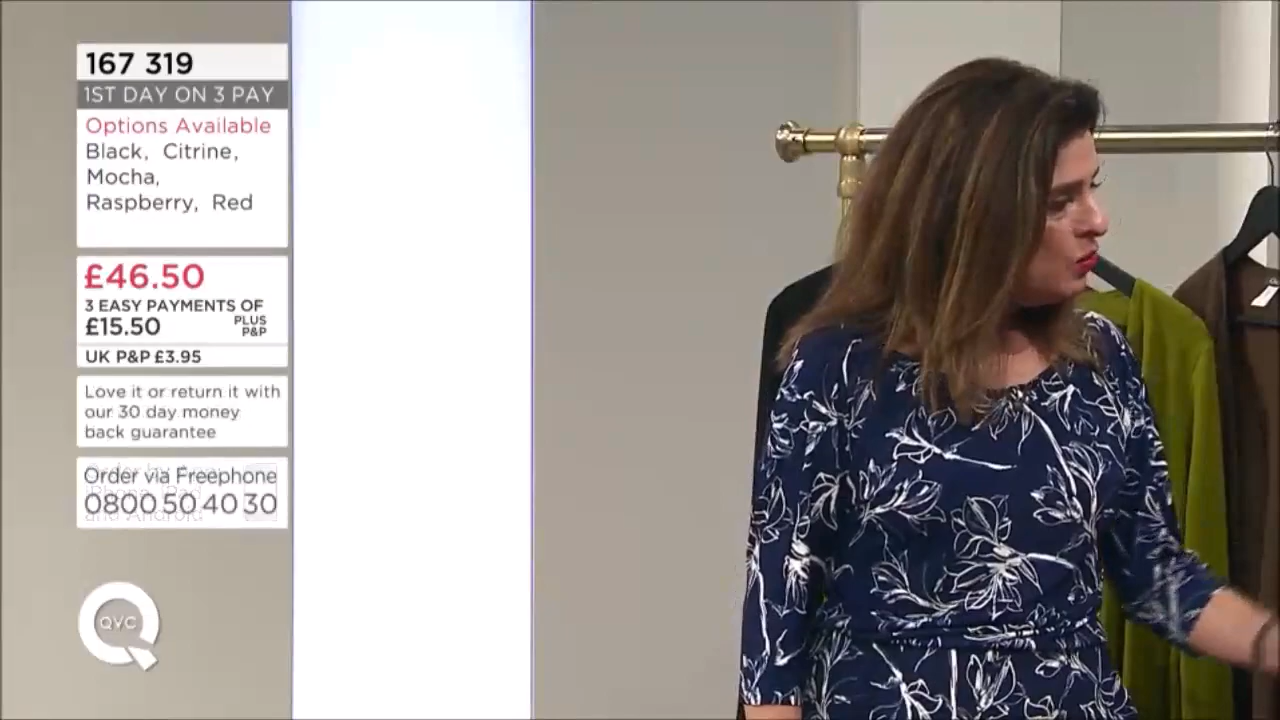 167 319
1ST DAY ON 3 PAY
Options Available
Black, Citrine,
Mocha,
Raspberry, Red
£46.50
3 EASY PAYMENTS OF
£15.50 PLUS P&P
UK P&P £3.95
Love it or return it with
our 30 day money
back guarantee
Order via Freephone
0800 50 40 30
QVC